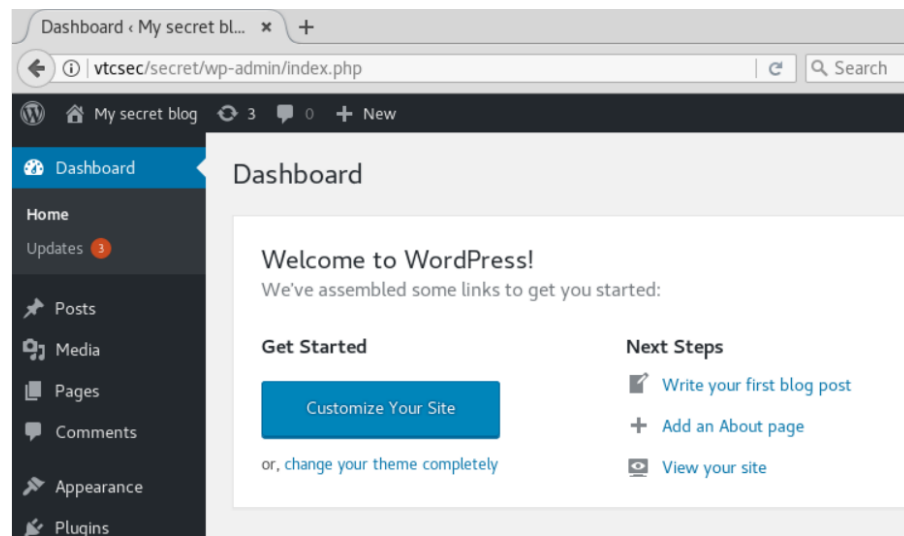 Dashboard ‹ My secret bl...
vtcsec/secret/wp-admin/index.php
Search
My secret blog 3 0 New
Dashboard
Home
Updates 3
Posts
Media
Pages
Comments
Appearance
Plugins
Dashboard
Welcome to WordPress!
We've assembled some links to get you started:
Get Started
Customize Your Site
or, change your theme completely
Next Steps
Write your first blog post
Add an About page
View your site